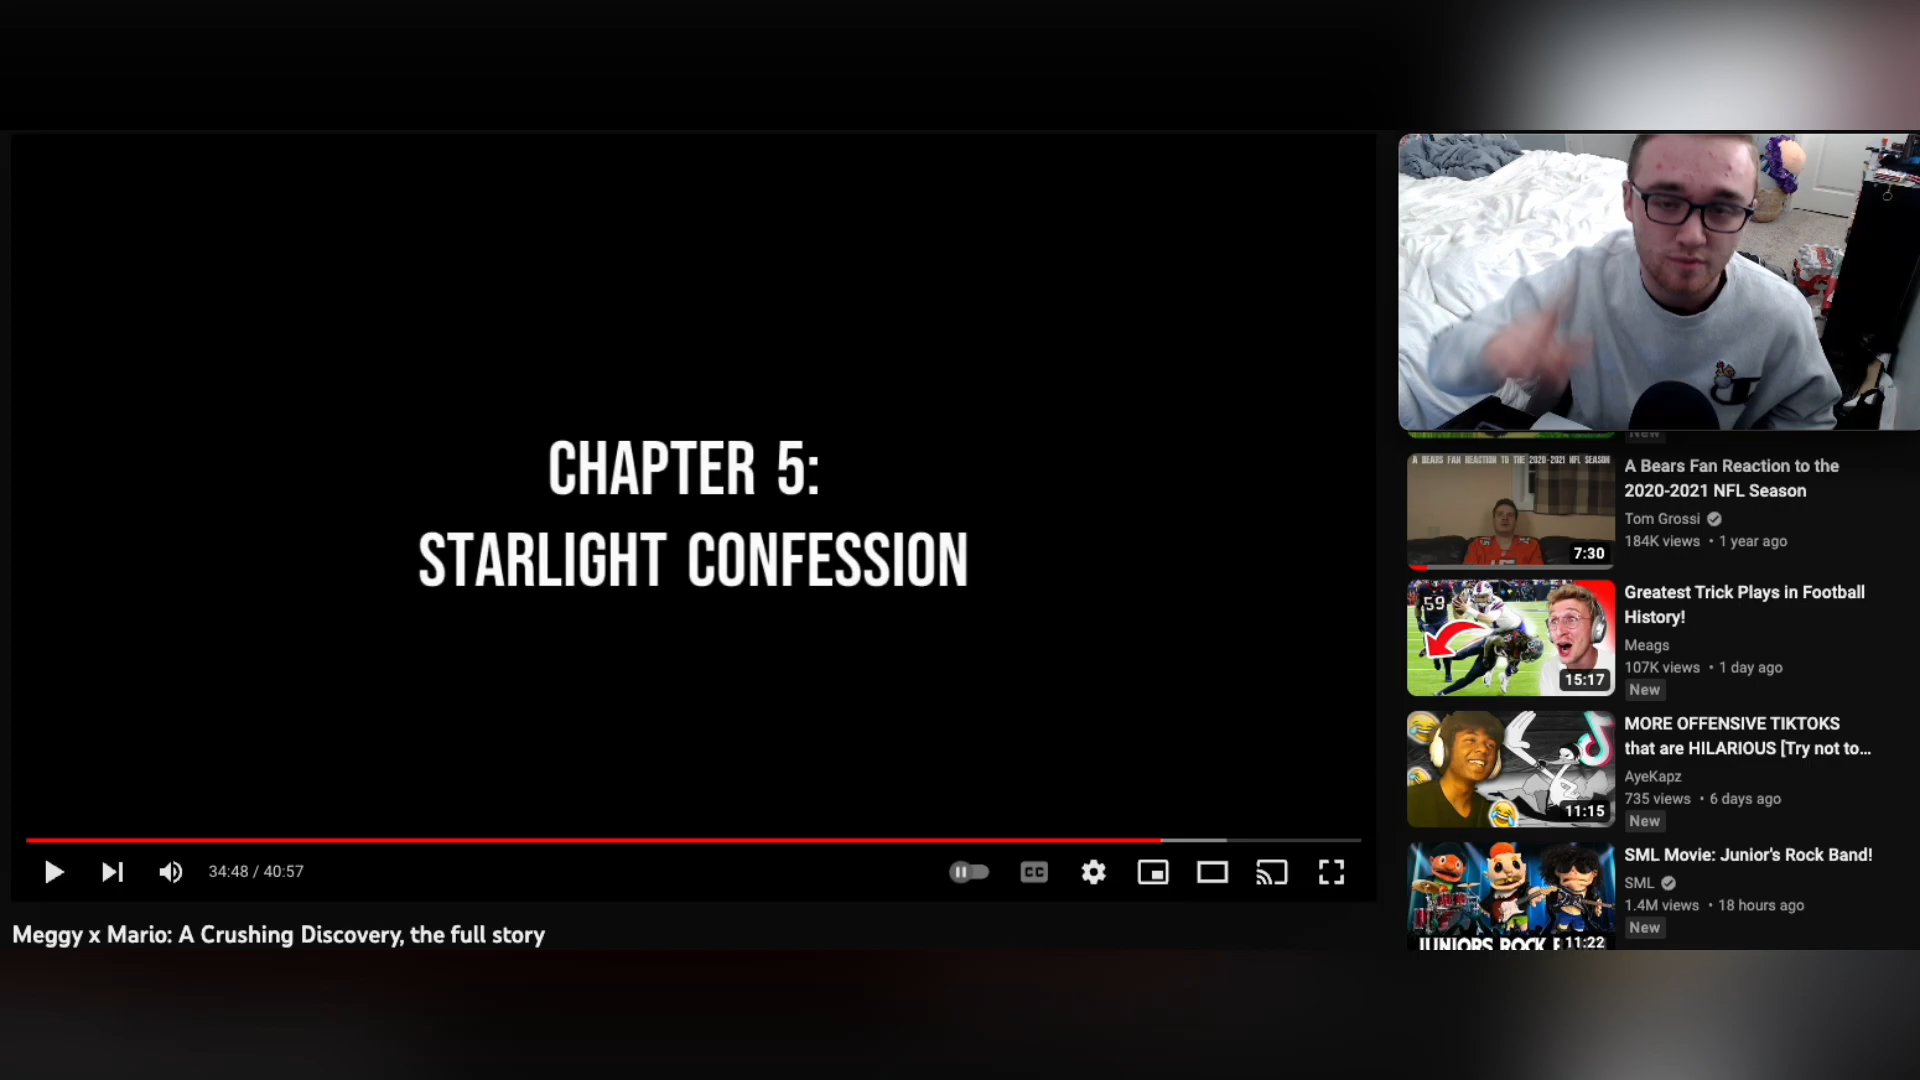 CHAPTER 5:
STARLIGHT CONFESSION
34:48 / 40:57
CC
Meggy x Mario: A Crushing Discovery, the full story
New
A BEARS FAN REACTION TO THE 2020-2021 NFL SEASON
7:30
A Bears Fan Reaction to the
2020-2021 NFL Season
Tom Grossi
184K views • 1 year ago
59
15:17
Greatest Trick Plays in Football
History!
Meags
107K views • 1 day ago
New
11:15
MORE OFFENSIVE TIKTOKS
that are HILARIOUS [Try not to...
AyeKapz
735 views • 6 days ago
New
JUNIORS ROCK
11:22
SML Movie: Junior's Rock Band!
SML
1.4M views • 18 hours ago
New